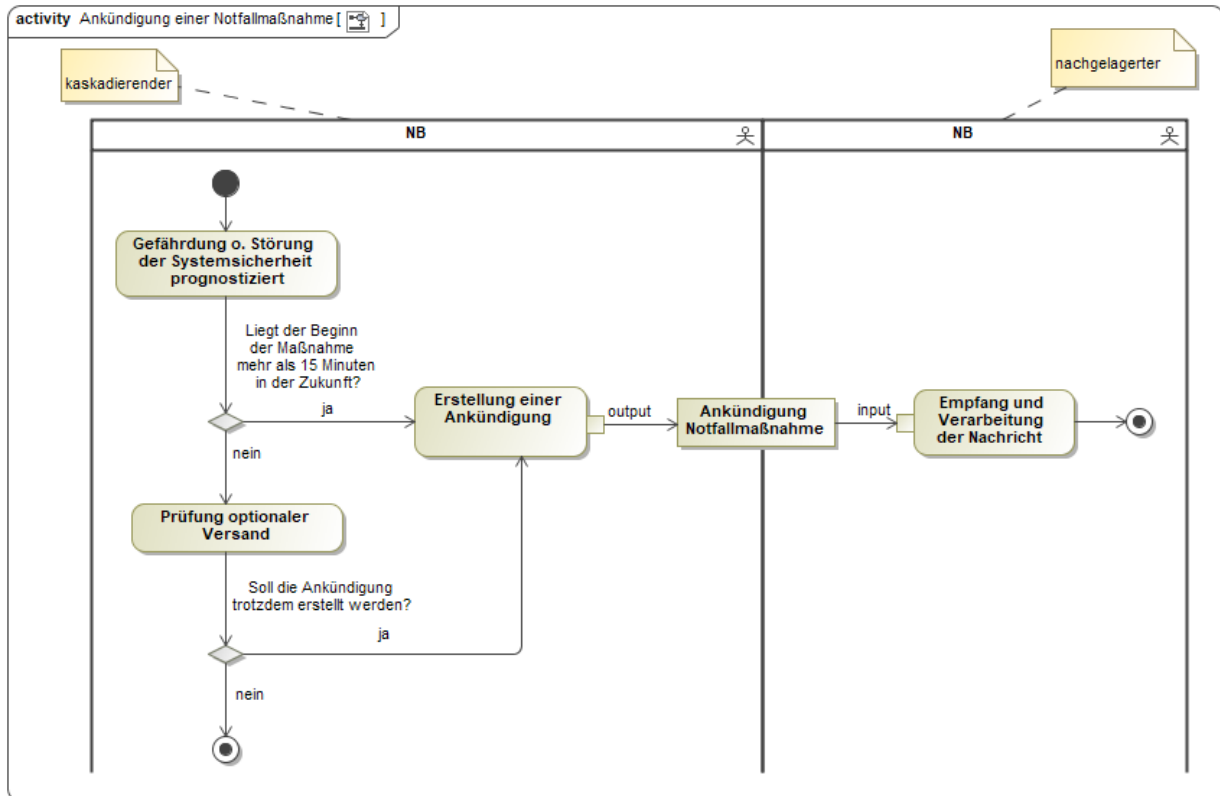 activity Ankündigung einer Notfallmaßnahme [ ]
kaskadierender
nachgelagerter
NB
NB
Gefährdung o. Störung
der Systemsicherheit
prognostiziert
Liegt der Beginn
der Maßnahme
mehr als 15 Minuten
in der Zukunft?
ja
nein
Erstellung einer
Ankündigung
output
Ankündigung
Notfallmaßnahme
input
Empfang und
Verarbeitung
der Nachricht
Prüfung optionaler
Versand
Soll die Ankündigung
trotzdem erstellt werden?
ja
nein